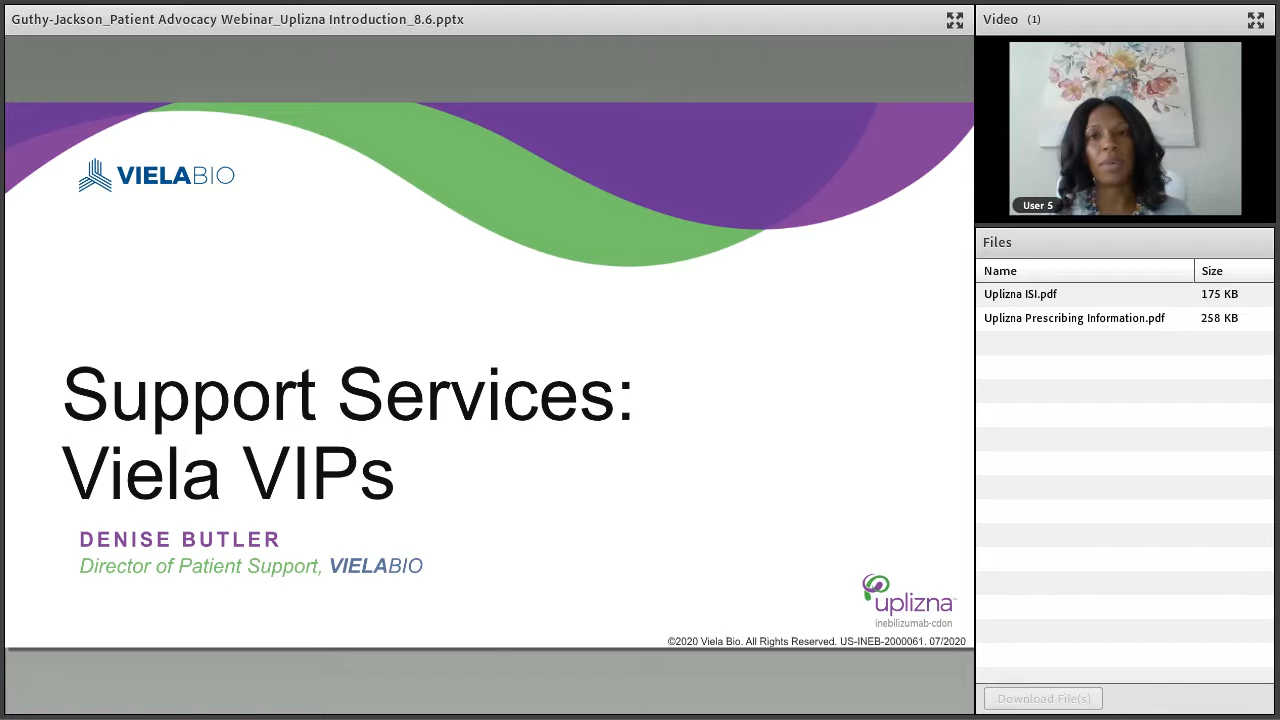 Guthy-Jackson_Patient Advocacy Webinar_Uplizna Introduction_8.6.pptx
Video (1)
VIELABIO
User 5
Files
Name Size
Uplizna ISI.pdf 175 KB
Uplizna Prescribing Information.pdf 258 KB
Support Services:
Viela VIPs
DENISE BUTLER
Director of Patient Support, VIELABIO
uplizna™
inebilizumab-cdon
©2020 Viela Bio. All Rights Reserved. US-INEB-2000061. 07/2020
Download File(s)